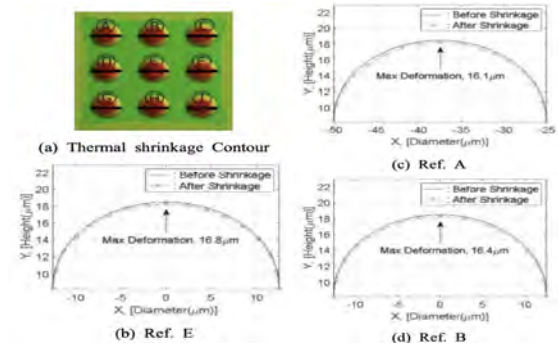 A B C
D E F
G H I
(a) Thermal shrinkage Contour
Y, [Height(μm)]
22
20
18
16
14
12
10
: Before Shrinkage
: After Shrinkage
Max Deformation, 16.1μm
-50 -45 -40 -35 -30 -25
X, [Diameter(μm)]
(c) Ref. A
Y, [Height(μm)]
22
20
18
16
14
12
10
: Before Shrinkage
: After Shrinkage
Max Deformation, 16.8μm
-10 -5 0 5 10
X, [Diameter(μm)]
(b) Ref. E
Y, [Height(μm)]
22
20
18
16
14
12
10
: Before Shrinkage
: After Shrinkage
Max Deformation, 16.4μm
-10 -5 0 5 10
X, [Diameter(μm)]
(d) Ref. B